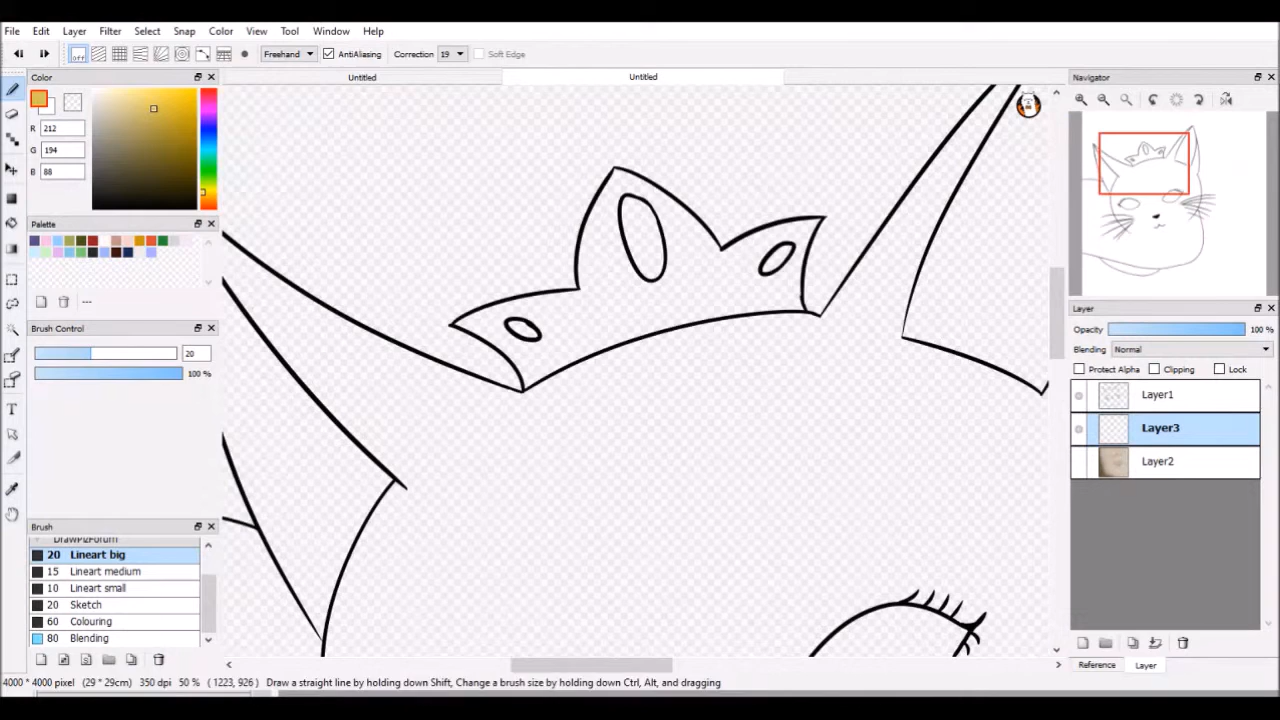 File Edit Layer Filter Select Snap Color View Tool Window Help
off Freehand AntiAliasing Correction 19 Soft Edge
Color Untitled Untitled Navigator
R 212
G 194
B 88
Palette
Brush Control
20
100 %
Brush
DrawPlzForum
20 Lineart big
15 Lineart medium
10 Lineart small
20 Sketch
60 Colouring
80 Blending
Layer
Opacity 100 %
Blending Normal
Protect Alpha Clipping Lock
Layer1
Layer3
Layer2
Reference Layer
4000 * 4000 pixel (29 * 29cm) 350 dpi 50 % ( 1223, 926 ) Draw a straight line by holding down Shift, Change a brush size by holding down Ctrl, Alt, and dragging